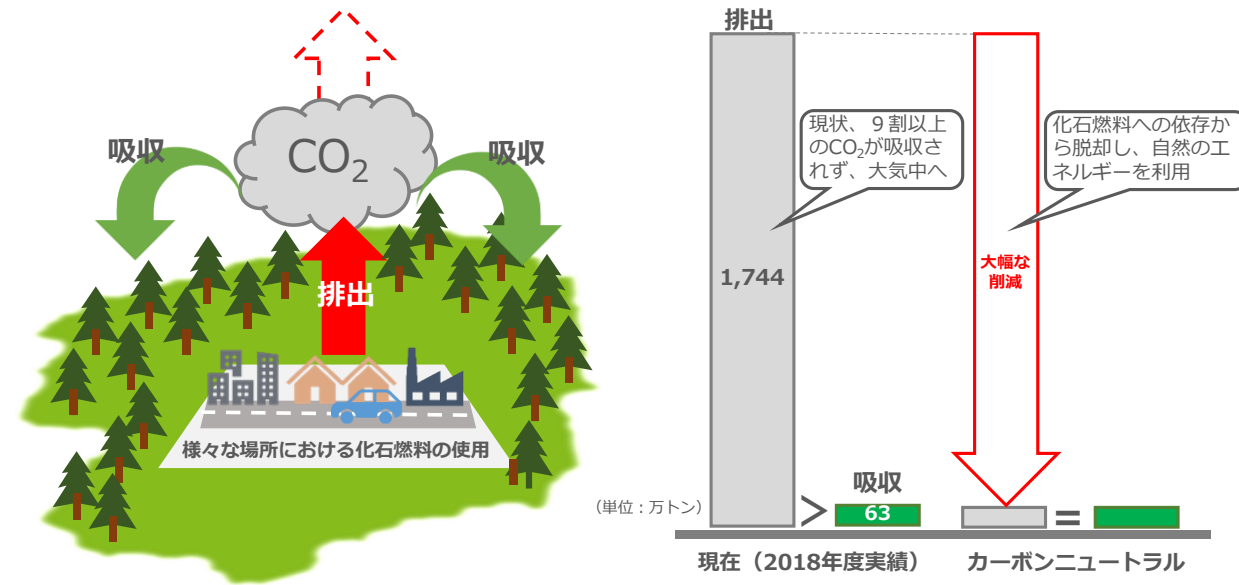 吸収
CO₂
吸収
排出
様々な場所における化石燃料の使用
排出
現状、９割以上
のCO₂が吸収さ
れず、大気中へ
化石燃料への依存か
ら脱却し、自然のエ
ネルギーを利用
1,744
大幅な
削減
（単位：万トン）
>
吸収
63
=
現在（2018年度実績）
カーボンニュートラル